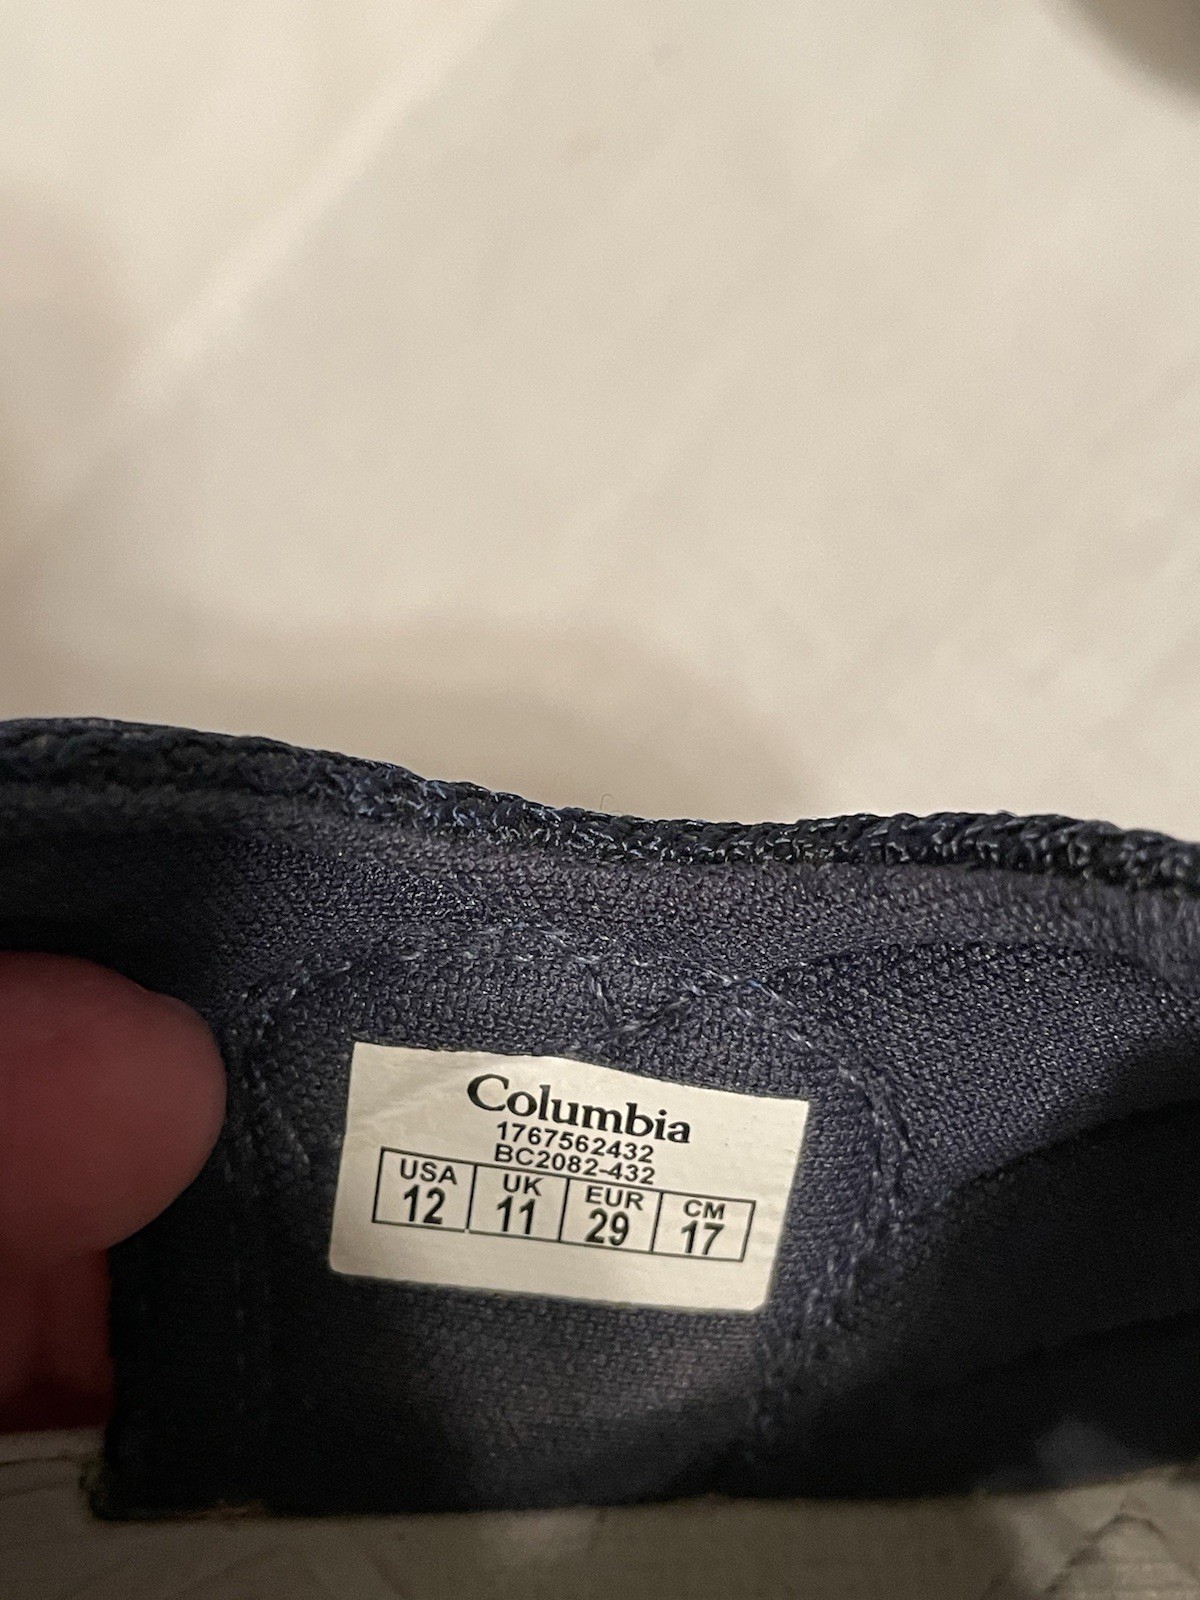 Columbia
1767562432
BC2082-432
USA UK EUR CM
12 11 29 17